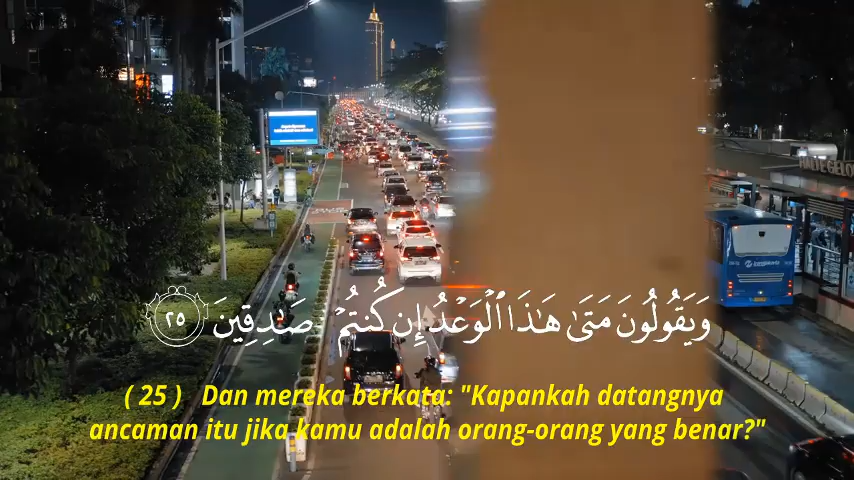 وَيَقُولُونَ مَتَىٰ هَـٰذَا ٱلْوَعْدُ إِن كُنتُمْ صَـٰدِقِينَ ٢٥
( 25 ) Dan mereka berkata: "Kapankah datangnya
ancaman itu jika kamu adalah orang-orang yang benar?"